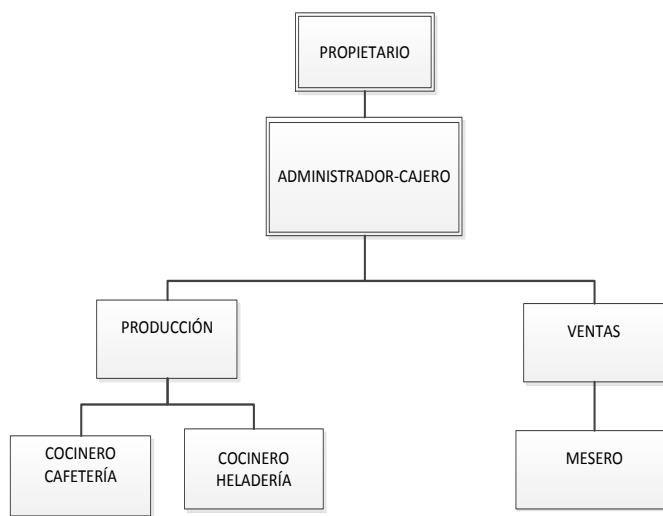 PROPIETARIO
ADMINISTRADOR-CAJERO
PRODUCCIÓN
VENTAS
COCINERO
CAFETERÍA
COCINERO
HELADERÍA
MESERO